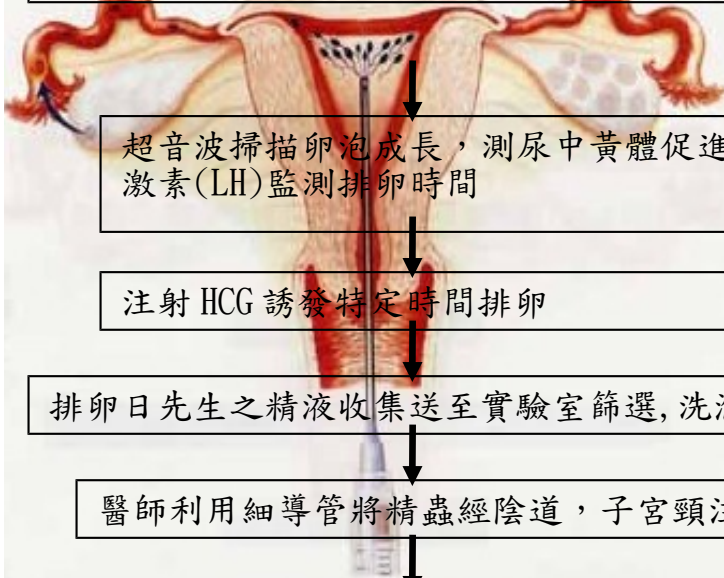 超音波掃描卵泡成長，測尿中黃體促進
激素(LH)監測排卵時間
注射HCG誘發特定時間排卵
排卵日先生之精液收集送至實驗室篩選,洗
醫師利用細導管將精蟲經陰道，子宮頸